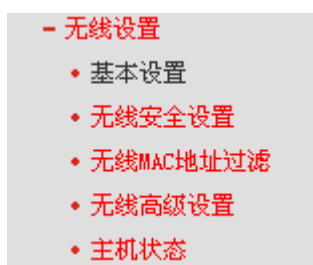 - 无线设置
• 基本设置
• 无线安全设置
• 无线MAC地址过滤
• 无线高级设置
• 主机状态